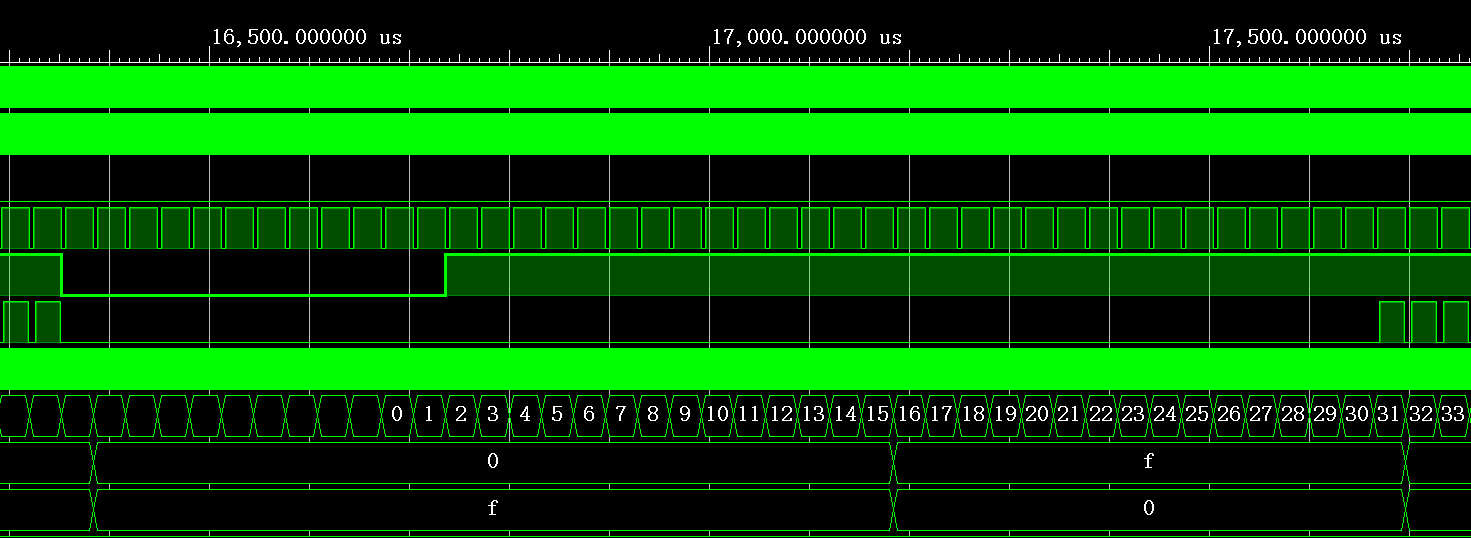 16,500.000000 us 17,000.000000 us 17,500.000000 us
0 1 2 3 4 5 6 7 8 9 10 11 12 13 14 15 16 17 18 19 20 21 22 23 24 25 26 27 28 29 30 31 32 33
0 f
f 0